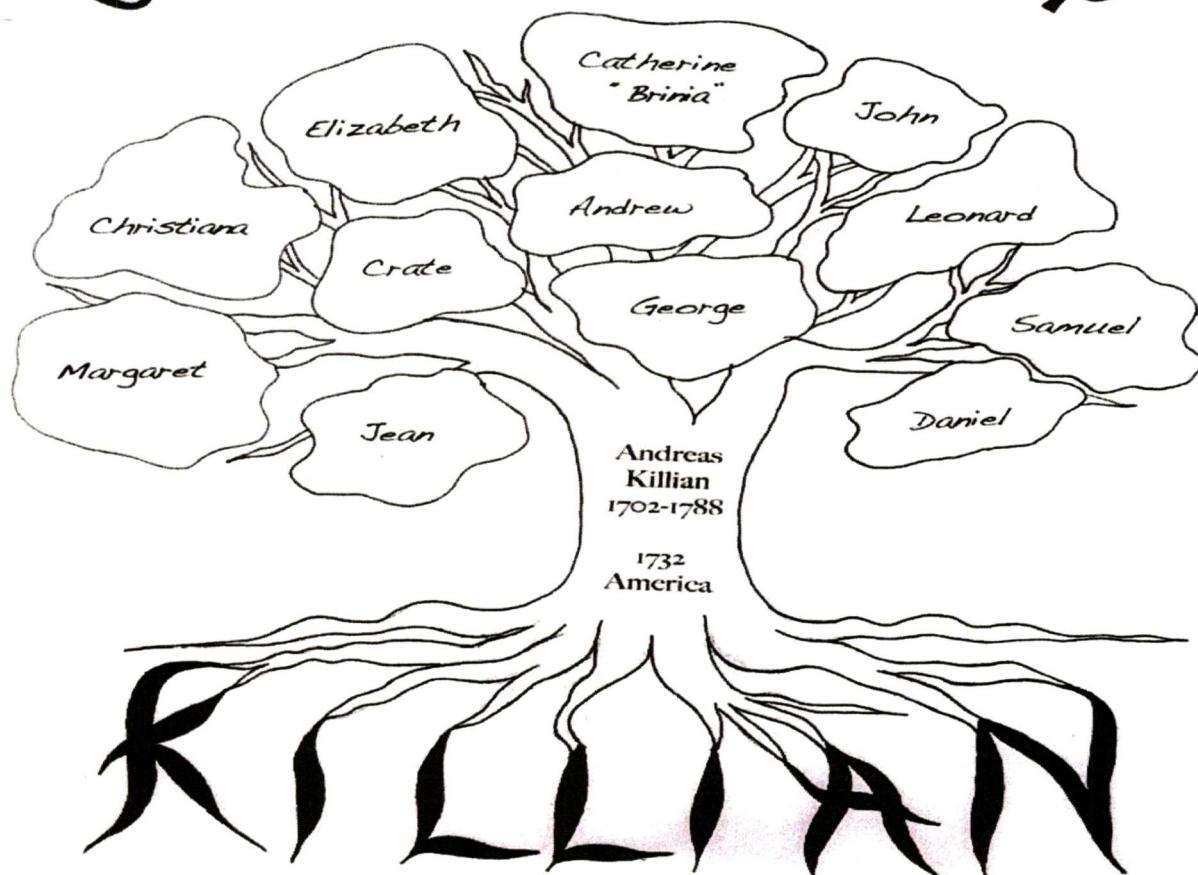 Catherine
"Brinia"
Elizabeth
John
Christiana
Andrew
Leonard
Crate
George
Samuel
Margaret
Jean
Daniel
Andreas
Killian
1702-1788
1732
America
KILLIAN